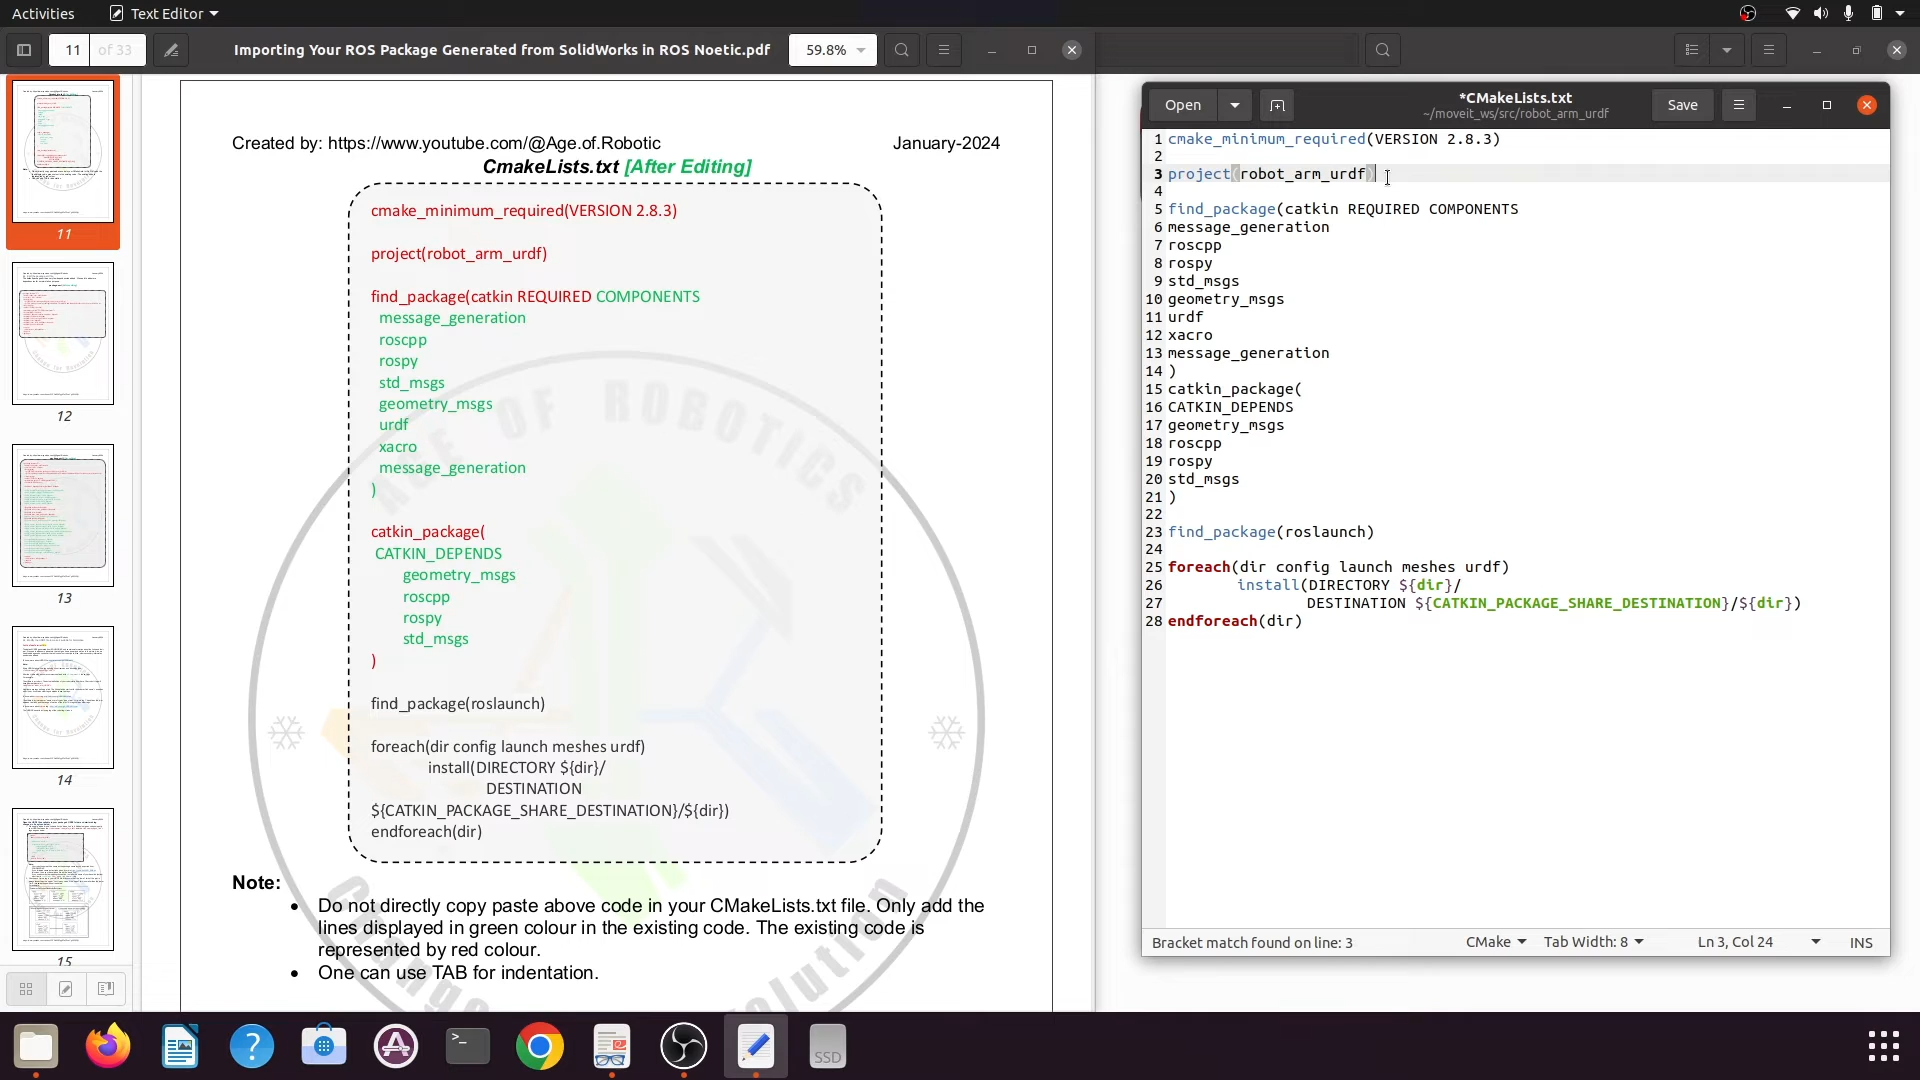 Activities
Text Editor
11 of 33
Importing Your ROS Package Generated from SolidWorks in ROS Noetic.pdf
59.8%
11
12
13
14
15
Created by: https://www.youtube.com/@Age.of.Robotic
January-2024
CmakeLists.txt [After Editing]
cmake_minimum_required(VERSION 2.8.3)
project(robot_arm_urdf)
find_package(catkin REQUIRED COMPONENTS
message_generation
roscpp
rospy
std_msgs
geometry_msgs
urdf
xacro
message_generation
)
catkin_package(
CATKIN_DEPENDS
geometry_msgs
roscpp
rospy
std_msgs
)
find_package(roslaunch)
foreach(dir config launch meshes urdf)
install(DIRECTORY ${dir}/
DESTINATION
${CATKIN_PACKAGE_SHARE_DESTINATION}/${dir})
endforeach(dir)
AGE OF ROBOTICS
Note:
• Do not directly copy paste above code in your CMakeLists.txt file. Only add the
lines displayed in green colour in the existing code. The existing code is
represented by red colour.
• One can use TAB for indentation.
Open
*CMakeLists.txt
~/moveit_ws/src/robot_arm_urdf
Save
1 cmake_minimum_required(VERSION 2.8.3)
2
3 project(robot_arm_urdf)
4
5 find_package(catkin REQUIRED COMPONENTS
6 message_generation
7 roscpp
8 rospy
9 std_msgs
10 geometry_msgs
11 urdf
12 xacro
13 message_generation
14 )
15 catkin_package(
16 CATKIN_DEPENDS
17 geometry_msgs
18 roscpp
19 rospy
20 std_msgs
21 )
22
23 find_package(roslaunch)
24
25 foreach(dir config launch meshes urdf)
26 install(DIRECTORY ${dir}/
27 DESTINATION ${CATKIN_PACKAGE_SHARE_DESTINATION}/${dir})
28 endforeach(dir)
Bracket match found on line: 3
CMake
Tab Width: 8
Ln 3, Col 24
INS
SSD